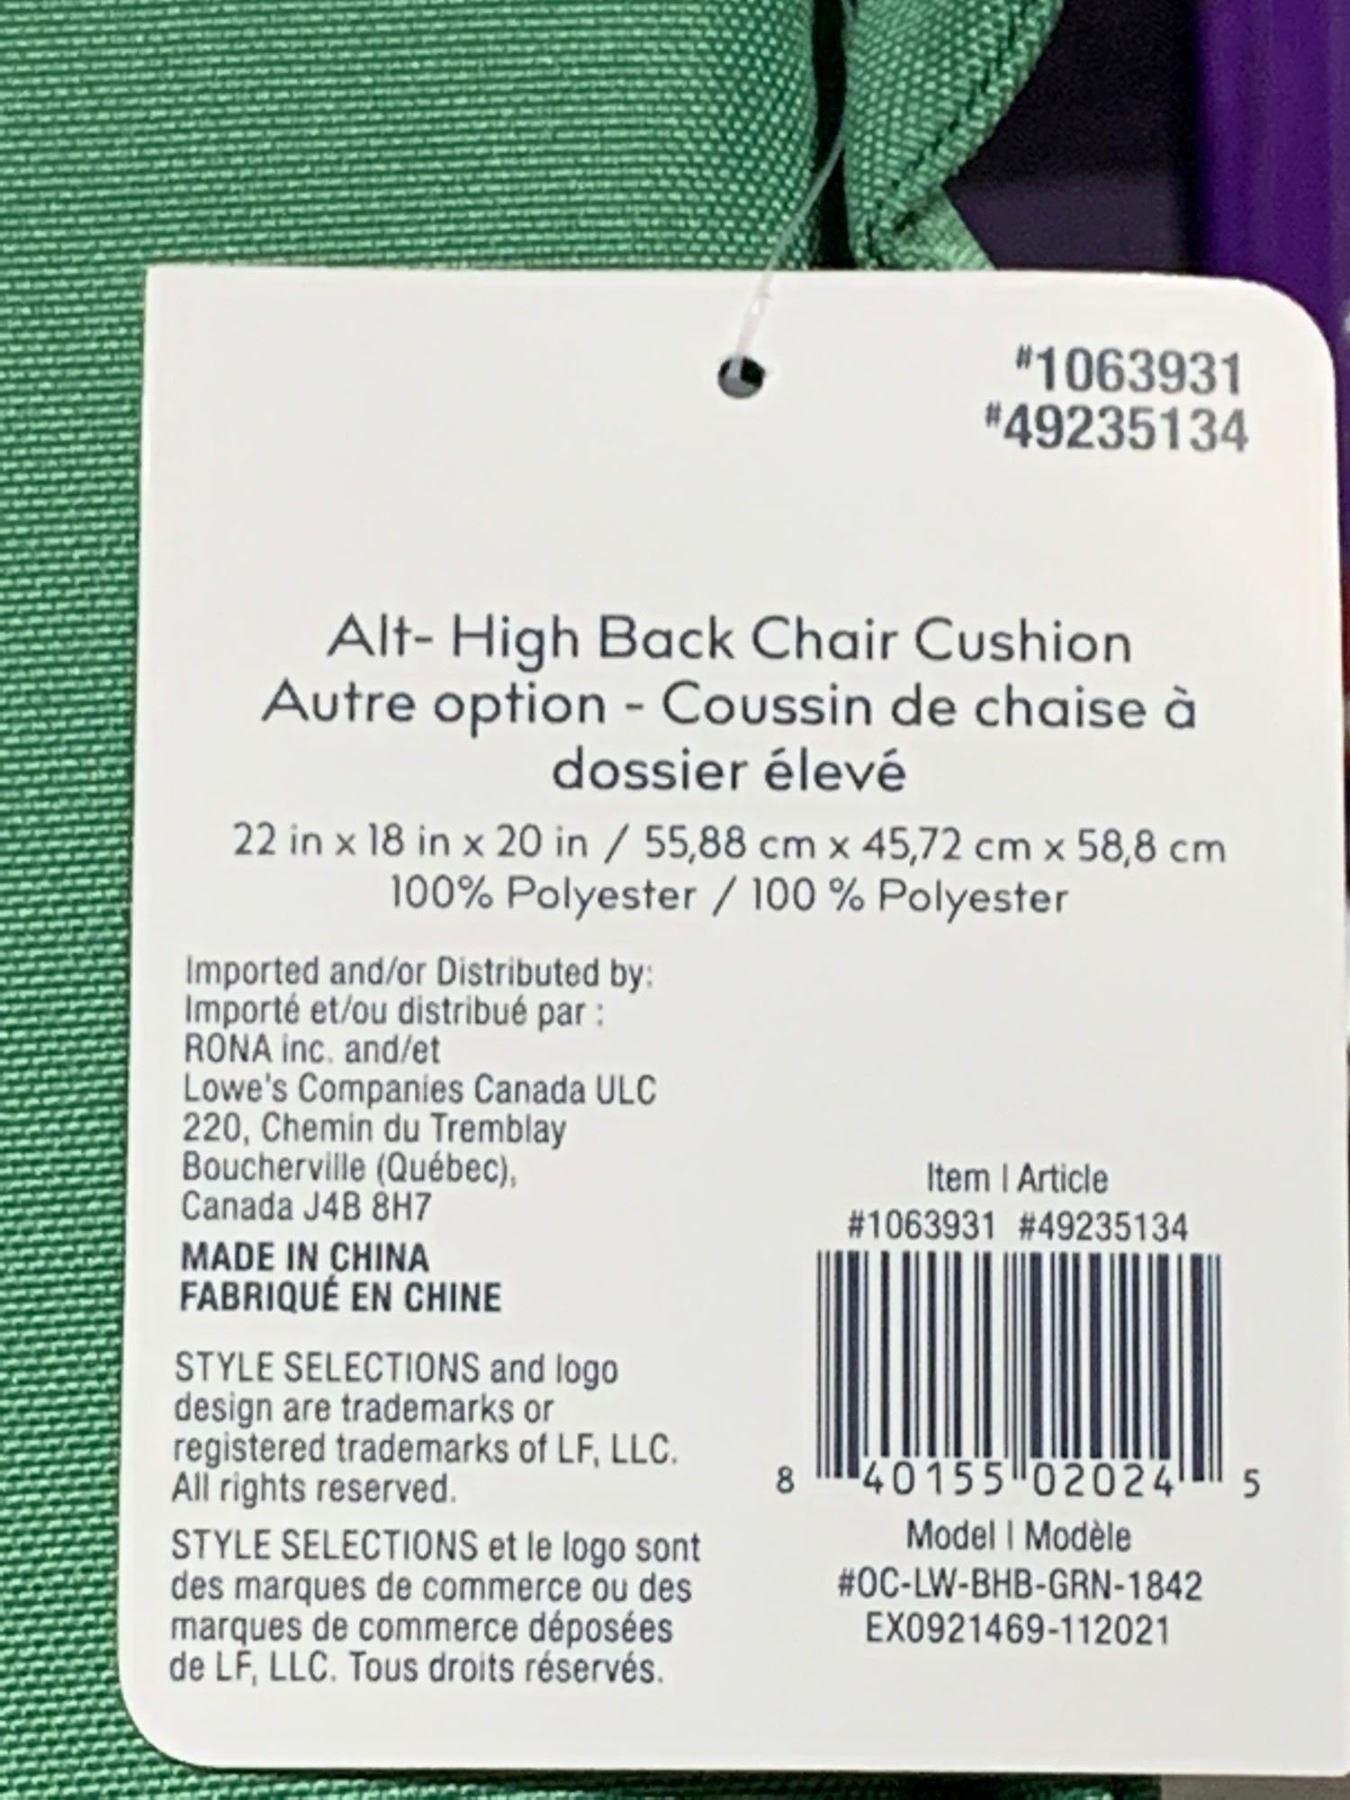 #1063931
#49235134
Alt- High Back Chair Cushion
Autre option - Coussin de chaise à
dossier élevé
22 in x 18 in x 20 in / 55,88 cm x 45,72 cm x 58,8 cm
100% Polyester / 100 % Polyester
Imported and/or Distributed by:
Importé et/ou distribué par :
RONA inc. and/et
Lowe's Companies Canada ULC
220, Chemin du Tremblay
Boucherville (Québec),
Canada J4B 8H7
MADE IN CHINA
FABRIQUÉ EN CHINE
STYLE SELECTIONS and logo
design are trademarks or
registered trademarks of LF, LLC.
All rights reserved.
STYLE SELECTIONS et le logo sont
des marques de commerce ou des
marques de commerce déposées
de LF, LLC. Tous droits réservés.
Item | Article
#1063931 #49235134
8 40155 02024 5
Model | Modèle
#OC-LW-BHB-GRN-1842
EX0921469-112021